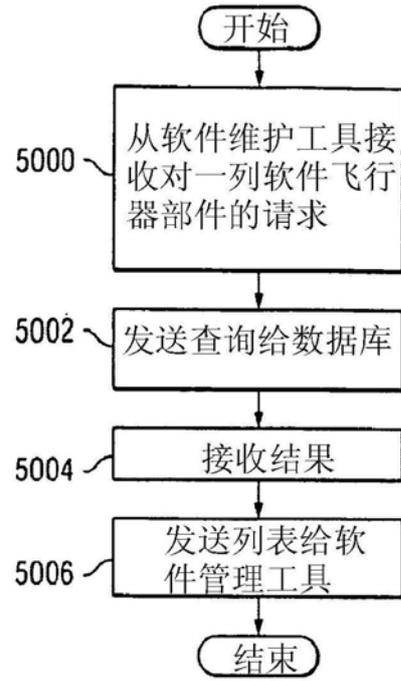 开始
5000
从软件维护工具接
收对一列软件飞行
器部件的请求
5002
发送查询给数据库
5004
接收结果
5006
发送列表给软
件管理工具
结束